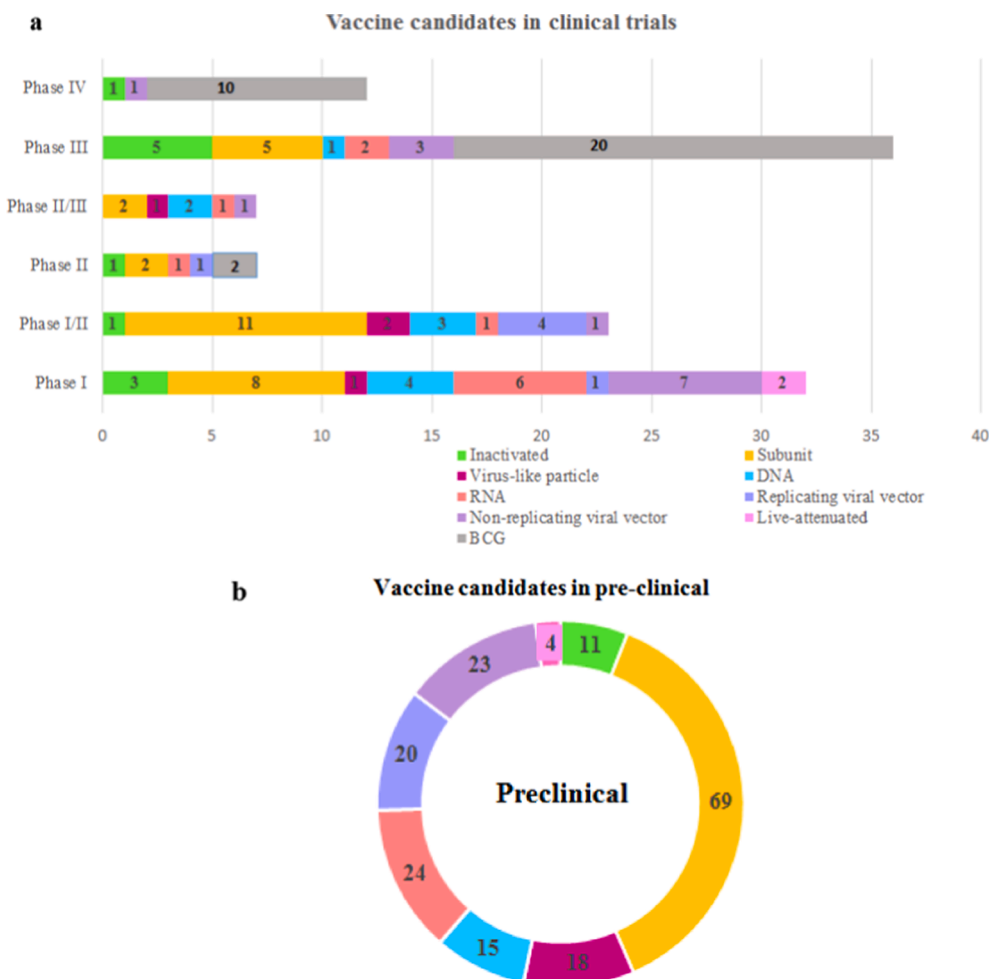 a
Vaccine candidates in clinical trials
Phase IV 1 1 10
Phase III 5 5 1 2 3 20
Phase II/III 2 1 2 1 1
Phase II 1 2 1 1 2
Phase I/II 1 11 2 3 1 4 1
Phase I 3 8 1 4 6 1 7 2
0 5 10 15 20 25 30 35 40
Inactivated Subunit
Virus-like particle DNA
RNA Replicating viral vector
Non-replicating viral vector Live-attenuated
BCG
b
Vaccine candidates in pre-clinical
4 11
23
20
Preclinical
69
24
15
18